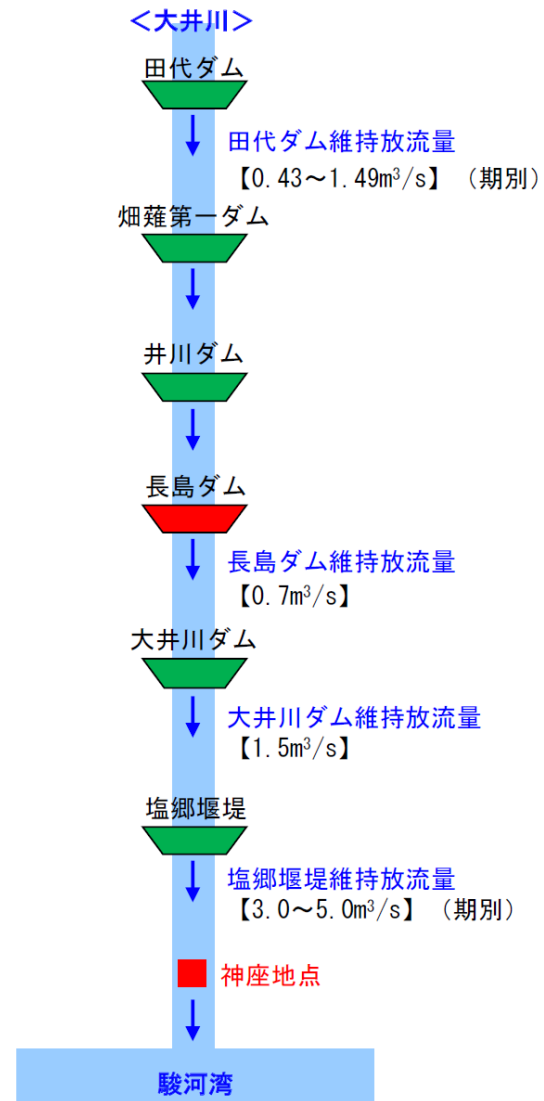 ＜大井川＞
田代ダム
田代ダム維持放流量
【0.43～1.49m³/s】（期別）
畑薙第一ダム
井川ダム
長島ダム
長島ダム維持放流量
【0.7m³/s】
大井川ダム
大井川ダム維持放流量
【1.5m³/s】
塩郷堰堤
塩郷堰堤維持放流量
【3.0～5.0m³/s】（期別）
神座地点
駿河湾